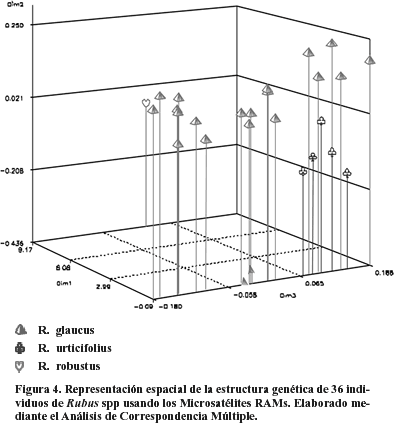 Dim2
0.250
0.021
-0.208
-0.436
9.17
6.08
Dim1
2.99
-0.09
-0.180
-0.055
Dim3
0.065
0.185
R. glaucus
R. urticifolius
R. robustus
Figura 4. Representación espacial de la estructura genética de 36 indi-
viduos de Rubus spp usando los Microsatélites RAMs. Elaborado me-
diante el Análisis de Correspondencia Múltiple.